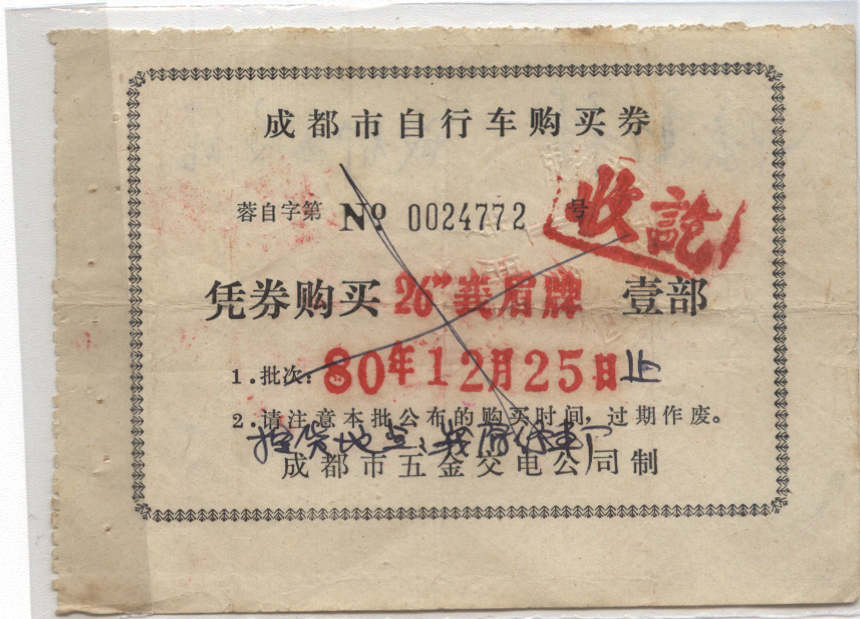 成都市自行车购买券
蓉自字第 No 0024772 号
收讫
凭券购买 26" 盾牌 壹部
1.批次:80年12月25日止
2.请注意本批公布的购买时间,过期作废。
货地
成都市五金交电公司制